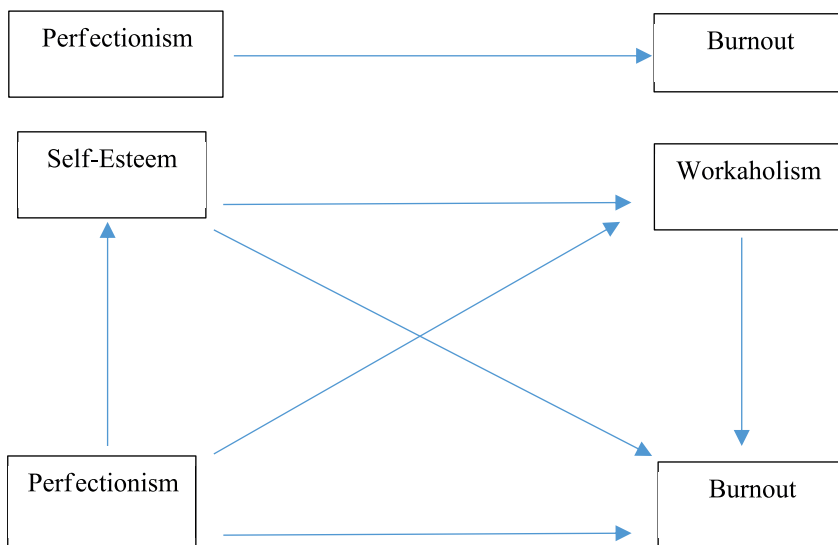 Perfectionism
Burnout
Self-Esteem
Workaholism
Perfectionism
Burnout